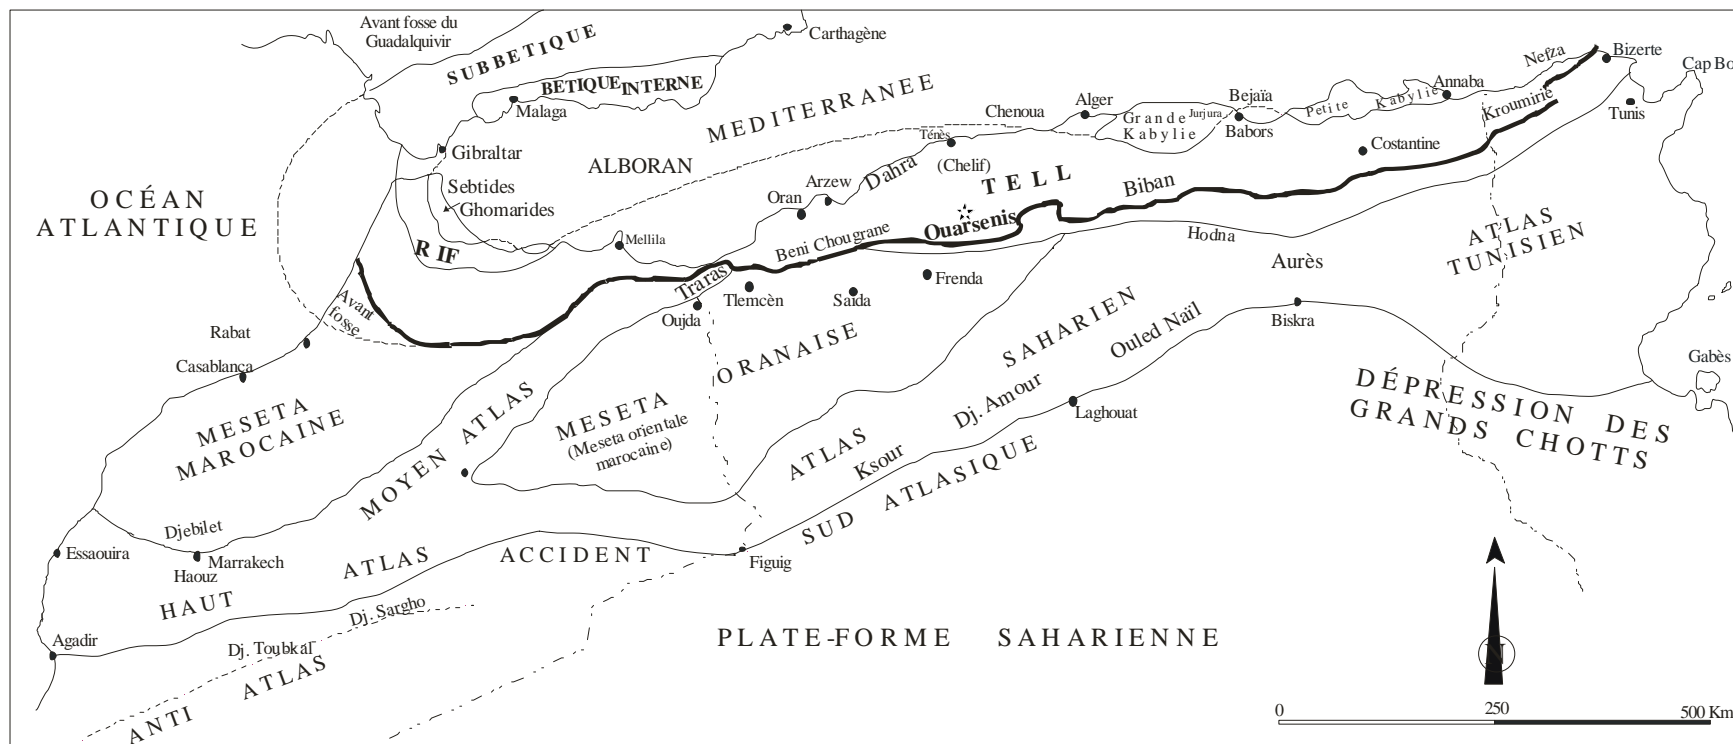 Avant fosse du
Guadalquivir
SUBBETIQUE
Carthagène
BETIQUE INTERNE
Malaga
MEDITERRANEE
Nefza
Bizerte
Cap Bo
Annaba
Kabylie
Petite
Kroumirie
Tunis
Bejaïa
Alger
Chenoua
Grande
Kabylie
Jurjura
Babors
Costantine
Ténès
(Chelif)
Dahra
Gibraltar
ALBORAN
OCÉAN
ATLANTIQUE
Sebtides
Ghomarides
Arzew
Oran
TELL
Biban
RIF
Mellila
Beni Chougrane
Ouarsenis
Hodna
ATLAS
TUNISIEN
Aurès
Avant
fosse
Traras
Tlemcèn
Saïda
Frenda
Oujda
Rabat
Casablança
Biskra
Gabès
ORANAISE
SAHARIEN
Ouled Naïl
DÉPRESSION DES
GRANDS CHOTTS
MESETA
MAROCAINE
MOYEN ATLAS
MESETA
(Meseta orientale
marocaine)
Dj. Amour
Laghouat
ATLAS
Ksour
SUD ATLASIQUE
Djebilet
Essaouira
Marrakech
Haouz
HAUT
ATLAS
ACCIDENT
Figuig
Agadir
Dj. Sargho
Dj. Toubkal
ANTI ATLAS
PLATE-FORME SAHARIENNE
N
0 250 500 Km